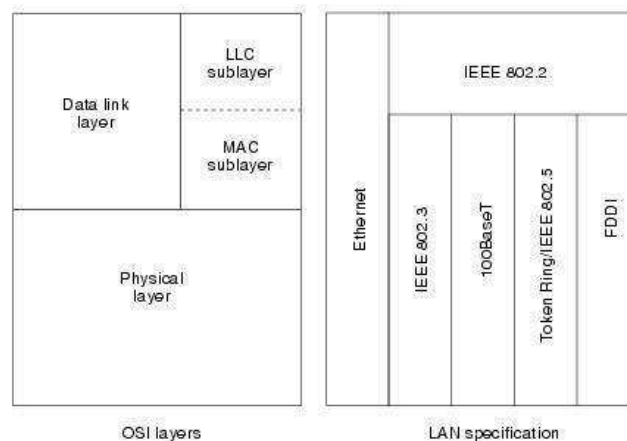 LLC
sublayer
Data link
layer
MAC
sublayer
Physical
layer
OSI layers
IEEE 802.2
Ethernet
IEEE 802.3
100BaseT
Token Ring/IEEE 802.5
FDDI
LAN specification